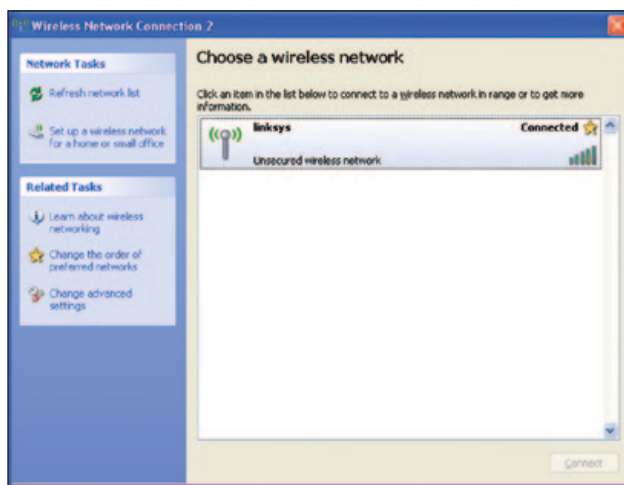 Wireless Network Connection 2
Network Tasks
Refresh network list
Set up a wireless network
for a home or small office
Related Tasks
Learn about wireless
networking
Change the order of
preferred networks
Change advanced
settings
Choose a wireless network
Click an item in the list below to connect to a wireless network in range or to get more
information.
linksys Connected
Unsecured wireless network
Connect